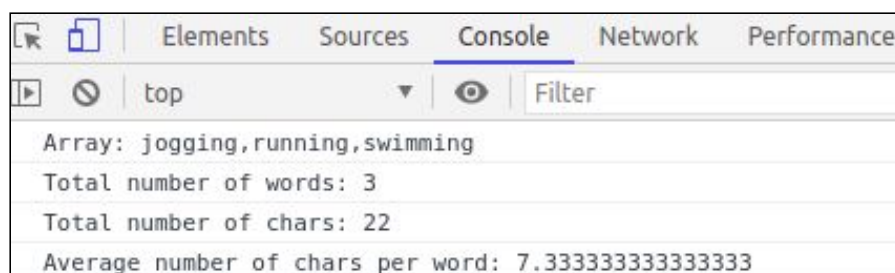 Elements Sources Console Network Performance
top Filter
Array: jogging,running,swimming
Total number of words: 3
Total number of chars: 22
Average number of chars per word: 7.333333333333333